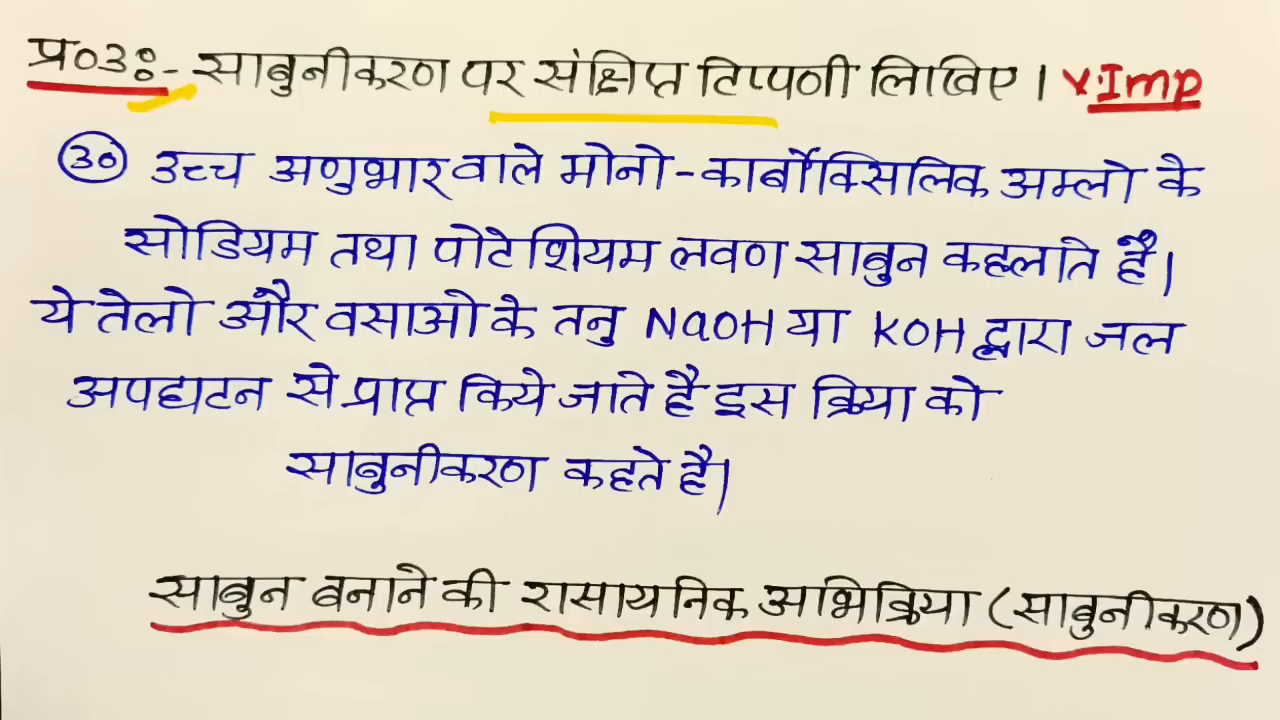 प्र०3ः- साबुनीकरण पर संक्षिप्त टिप्पणी लिखिए। V.Imp
उ० उच्च अणुभार वाले मोनो-कार्बोक्सिलिक अम्लो के
सोडियम तथा पोटेशियम लवण साबुन कहलाते है।
ये तेलो और वसाओ के तनु NaOH या KOH द्वारा जल
अपघटन से प्राप्त किये जाते है इस क्रिया को
साबुनीकरण कहते है।
साबुन बनाने की रासायनिक अभिक्रिया (साबुनीकरण)